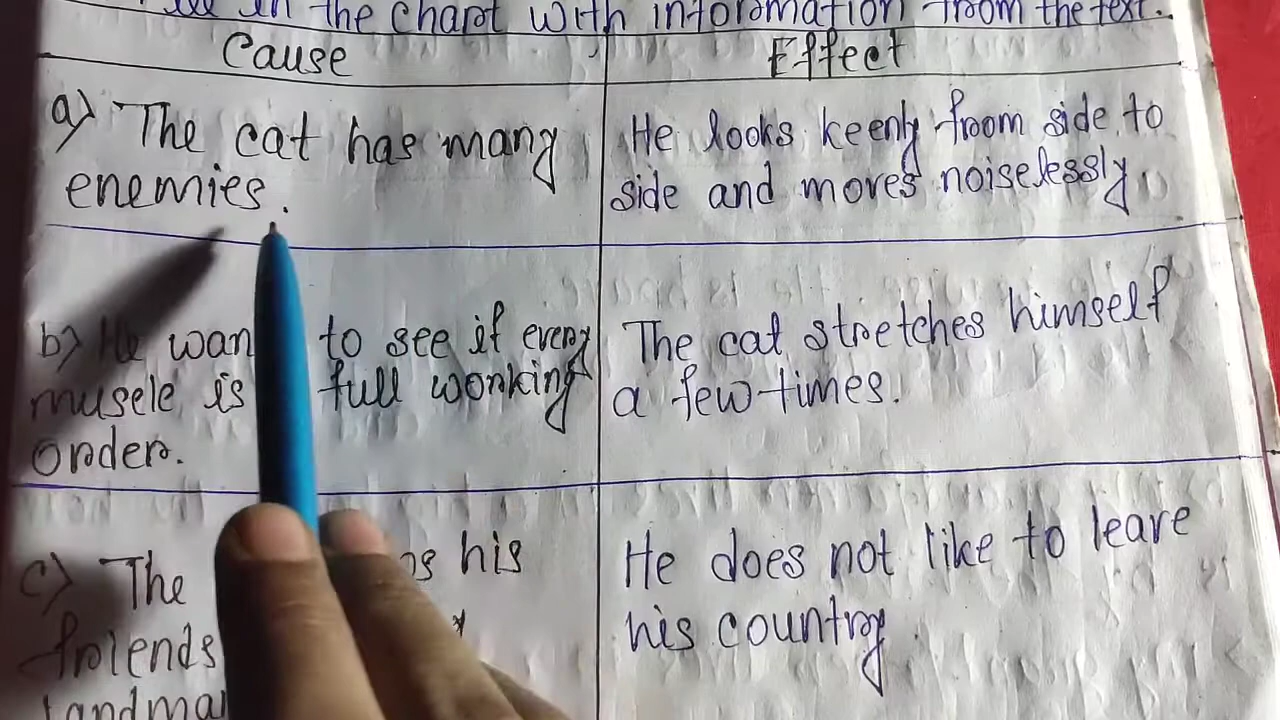 in the chart with information from the text.
Cause
Effect
a) The cat has many
enemies.
He looks keenly from side to
side and moves noiselessly
b) He to see if every
musele is full working
order.
The cat stretches himself
a few times.
c) The his
friends
He does not like to leave
his country